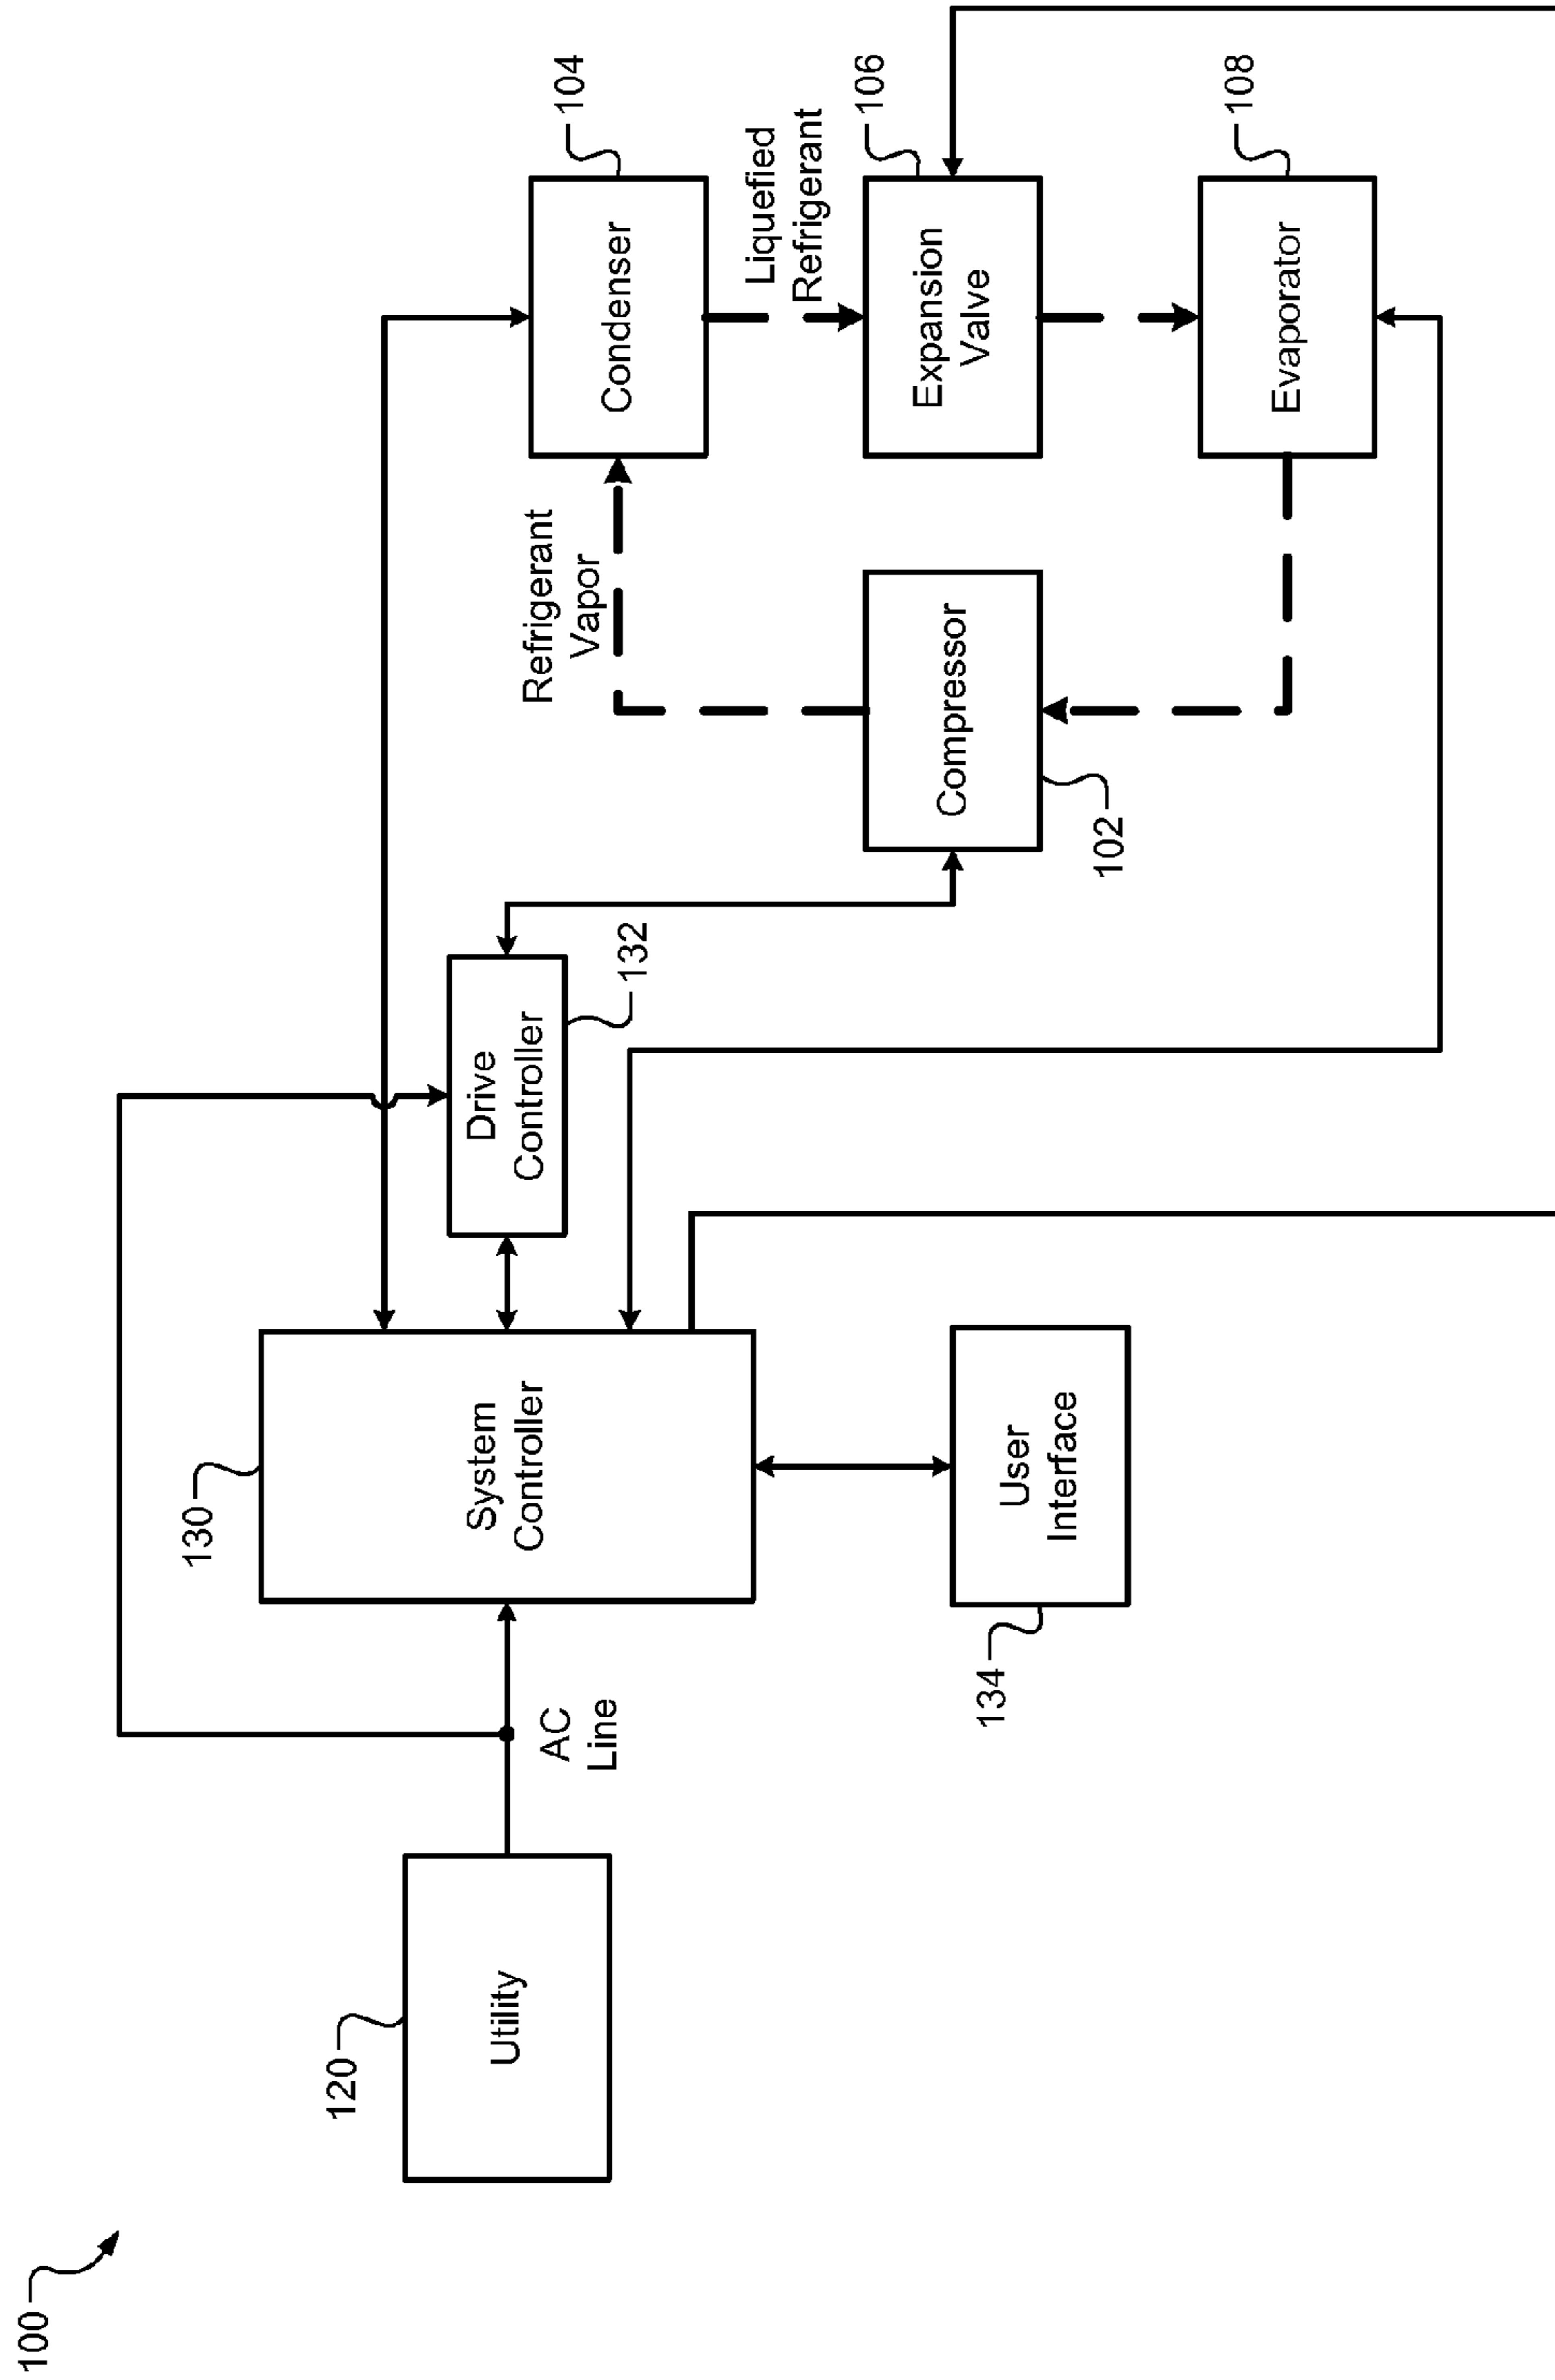 100
120
Utility
AC
Line
130
System
Controller
134
User
Interface
Drive
Controller
132
Compressor
102
Refrigerant
Vapor
Condenser
104
Liquefied
Refrigerant
Expansion
Valve
106
Evaporator
108